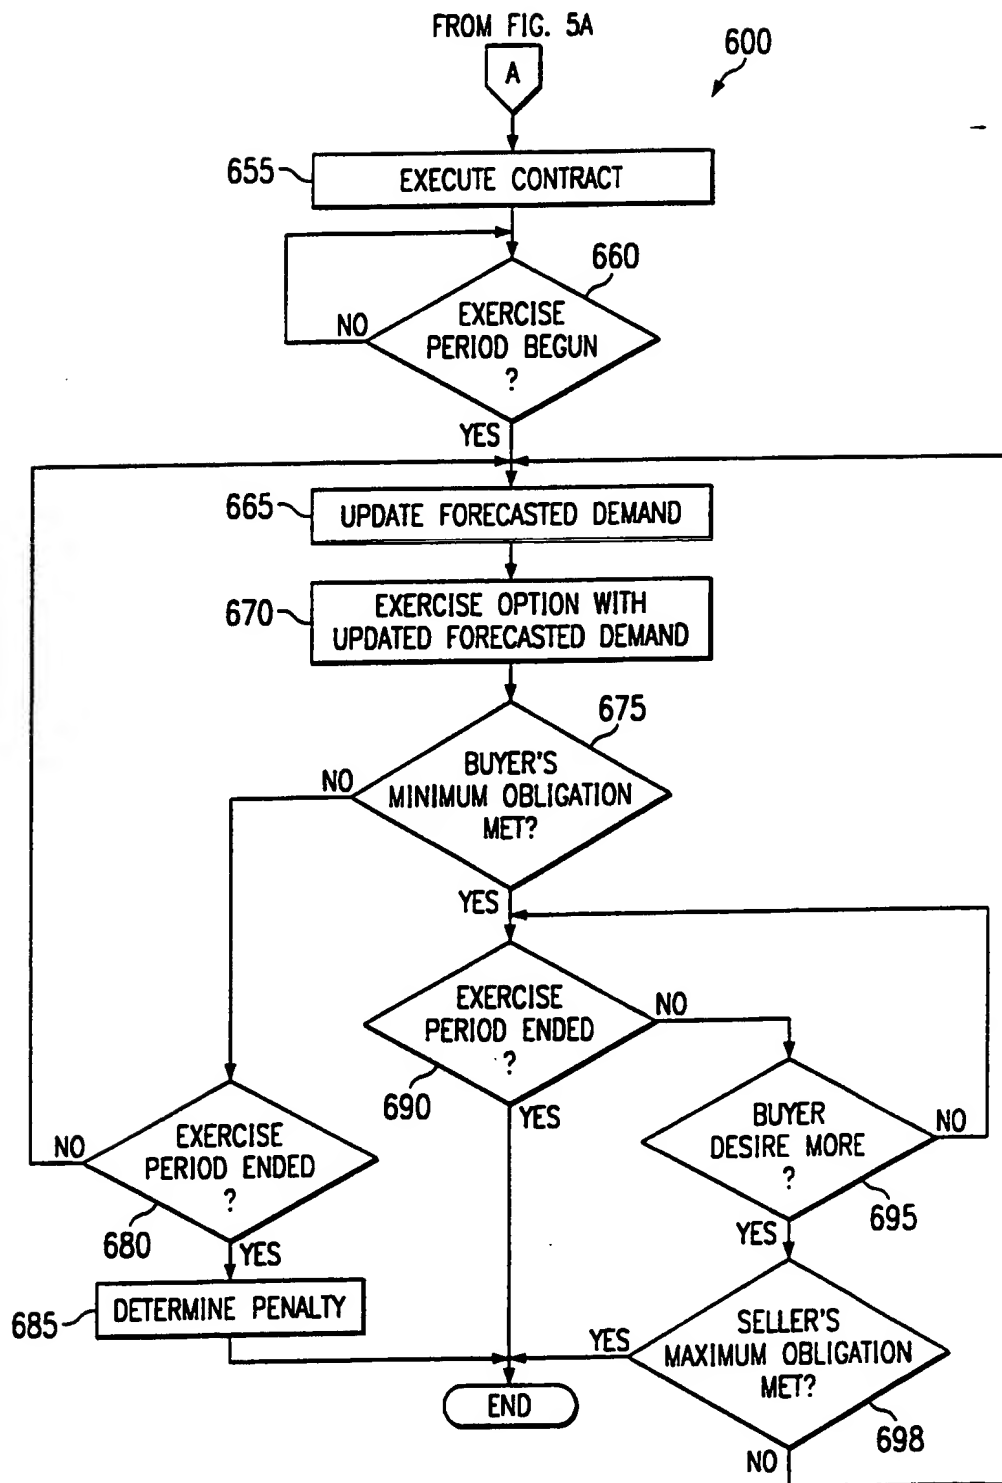 FROM FIG. 5A
A
600
655
EXECUTE CONTRACT
660
EXERCISE
PERIOD BEGUN
?
NO
YES
665
UPDATE FORECASTED DEMAND
670
EXERCISE OPTION WITH
UPDATED FORECASTED DEMAND
675
BUYER'S
MINIMUM OBLIGATION
MET?
NO
YES
EXERCISE
PERIOD ENDED
?
NO
690
YES
BUYER
DESIRE MORE
?
NO
695
YES
EXERCISE
PERIOD ENDED
?
NO
680
YES
685
DETERMINE PENALTY
SELLER'S
MAXIMUM OBLIGATION
MET?
YES
698
NO
END